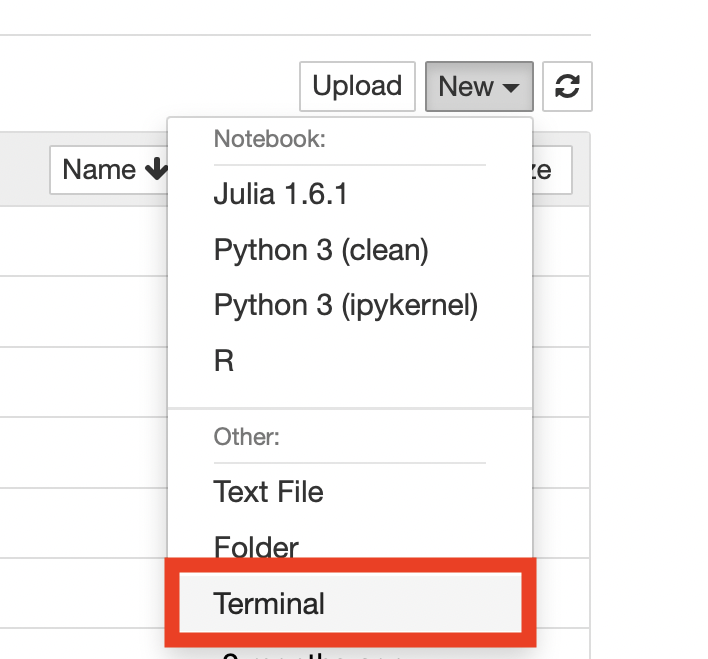 Upload New
Name ze
Notebook:
Julia 1.6.1
Python 3 (clean)
Python 3 (ipykernel)
R
Other:
Text File
Folder
Terminal